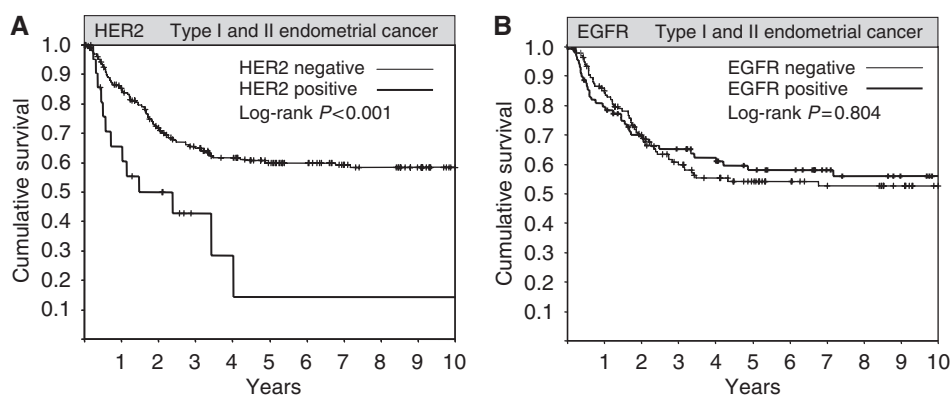 A
HER2 Type I and II endometrial cancer
HER2 negative
HER2 positive
Log-rank P<0.001
Cumulative survival
1.0
0.9
0.8
0.7
0.6
0.5
0.4
0.3
0.2
0.1
1 2 3 4 5 6 7 8 9 10
Years
B
EGFR Type I and II endometrial cancer
EGFR negative
EGFR positive
Log-rank P=0.804
Cumulative survival
1.0
0.9
0.8
0.7
0.6
0.5
0.4
0.3
0.2
0.1
1 2 3 4 5 6 7 8 9 10
Years